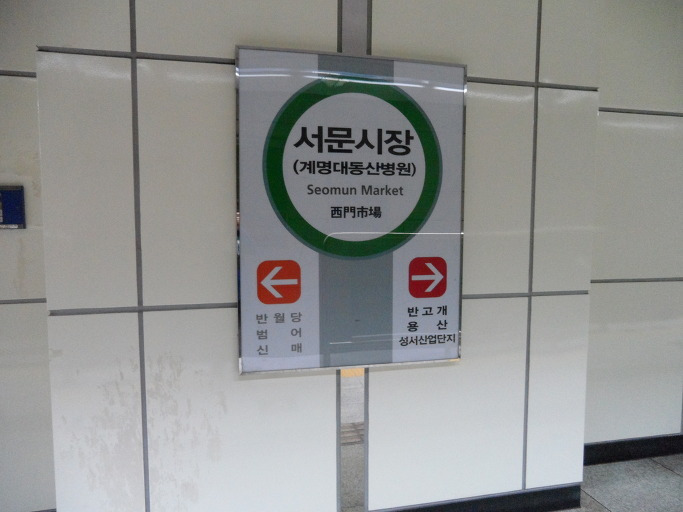 서문시장
(계명대동산병원)
Seomun Market
西門市場
반월당
범 어
신 매
반고개
용 산
성서산업단지